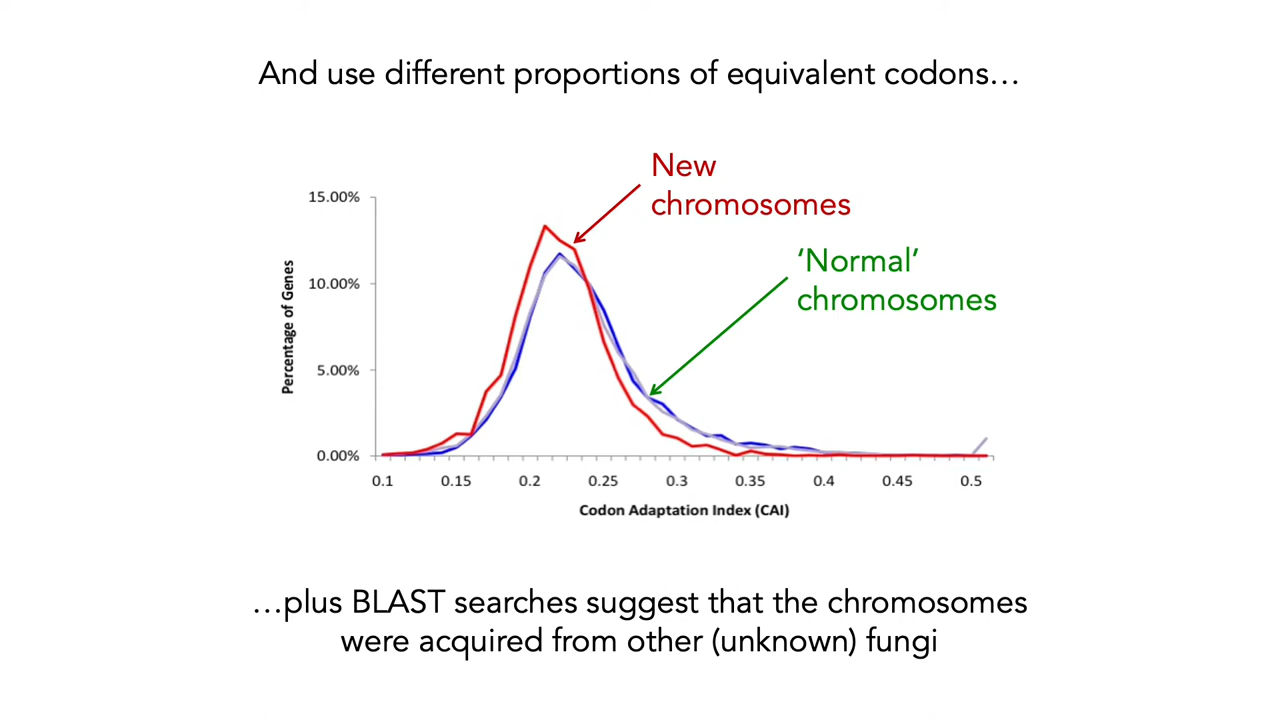 And use different proportions of equivalent codons…
New
chromosomes
‘Normal’
chromosomes
15.00%
10.00%
5.00%
0.00%
Percentage of Genes
0.1 0.15 0.2 0.25 0.3 0.35 0.4 0.45 0.5
Codon Adaptation Index (CAI)
…plus BLAST searches suggest that the chromosomes
were acquired from other (unknown) fungi